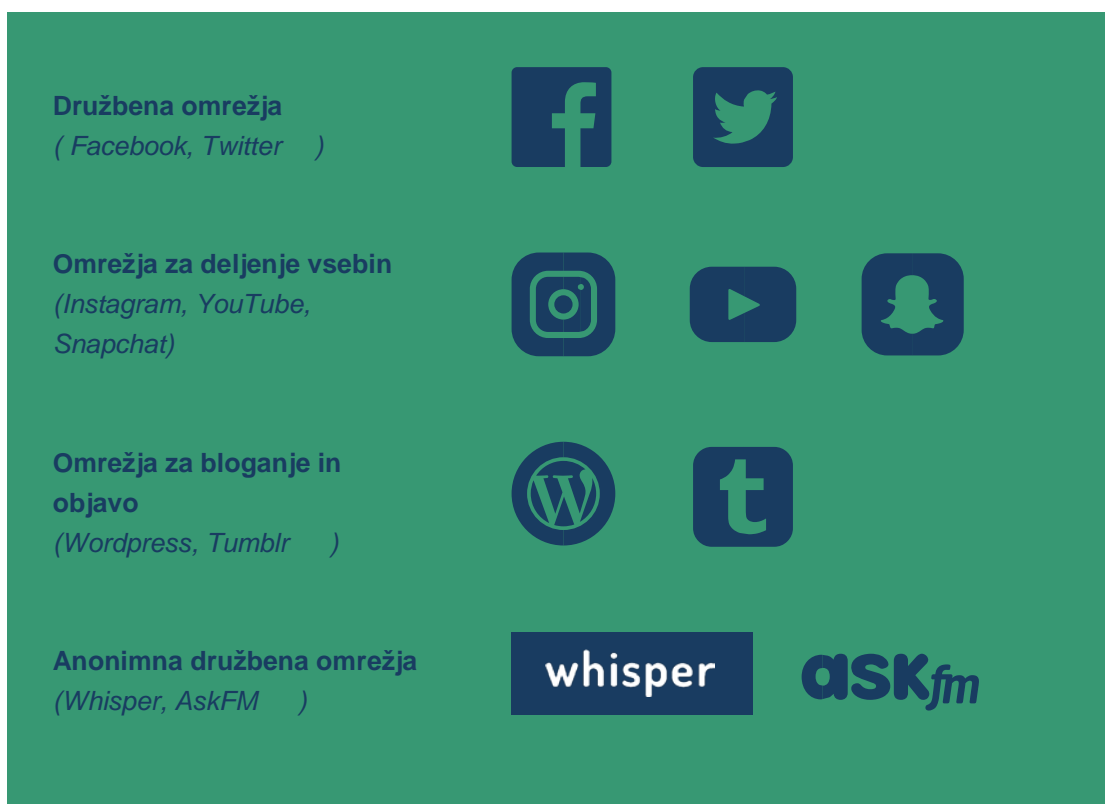 Družbena omrežja
( Facebook, Twitter )
Omrežja za deljenje vsebin
(Instagram, YouTube,
Snapchat)
Omrežja za bloganje in
objavo
(Wordpress, Tumblr )
Anonimna družbena omrežja
(Whisper, AskFM )
whisper
askfm